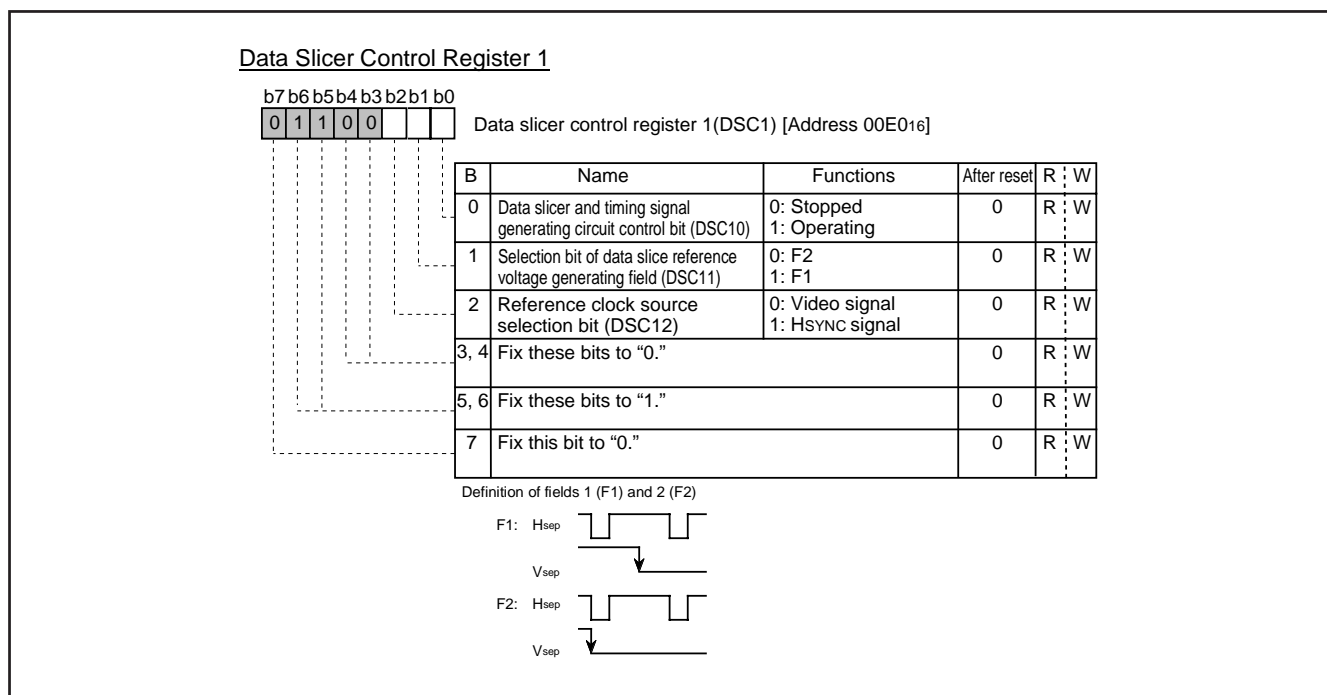 Data Slicer Control Register 1
b7 b6 b5 b4 b3 b2 b1 b0
0 1 1 0 0
Data slicer control register 1(DSC1) [Address 00E016]
B Name Functions After reset R W
0 Data slicer and timing signal generating circuit control bit (DSC10) 0: Stopped 1: Operating 0 R W
1 Selection bit of data slice reference voltage generating field (DSC11) 0: F2 1: F1 0 R W
2 Reference clock source selection bit (DSC12) 0: Video signal 1: HSYNC signal 0 R W
3, 4 Fix these bits to “0.” 0 R W
5, 6 Fix these bits to “1.” 0 R W
7 Fix this bit to “0.” 0 R W
Definition of fields 1 (F1) and 2 (F2)
F1: Hsep
Vsep
F2: Hsep
Vsep